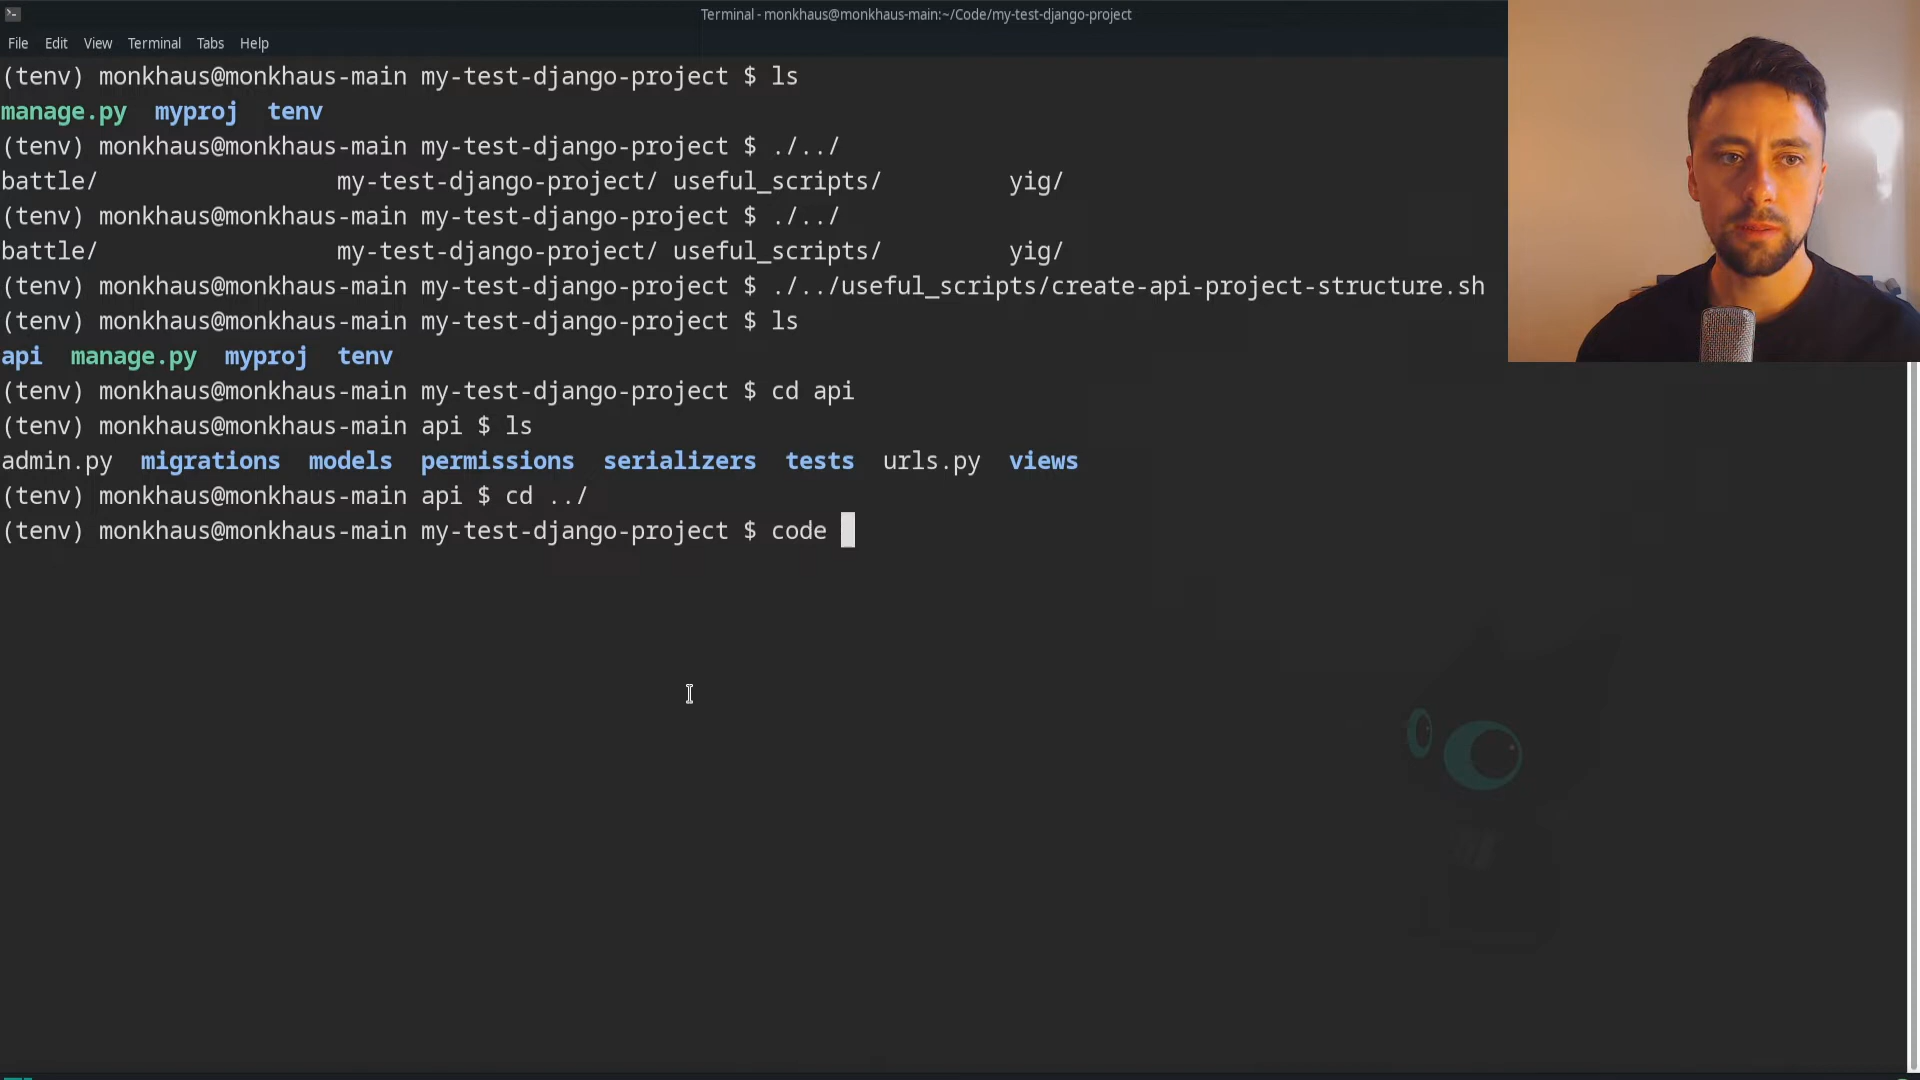 Terminal - monkhaus@monkhaus-main:~/Code/my-test-django-project
File Edit View Terminal Tabs Help
(tenv) monkhaus@monkhaus-main my-test-django-project $ ls
manage.py myproj tenv
(tenv) monkhaus@monkhaus-main my-test-django-project $ ./../
battle/ my-test-django-project/ useful_scripts/ yig/
(tenv) monkhaus@monkhaus-main my-test-django-project $ ./../
battle/ my-test-django-project/ useful_scripts/ yig/
(tenv) monkhaus@monkhaus-main my-test-django-project $ ./../useful_scripts/create-api-project-structure.sh
(tenv) monkhaus@monkhaus-main my-test-django-project $ ls
api manage.py myproj tenv
(tenv) monkhaus@monkhaus-main my-test-django-project $ cd api
(tenv) monkhaus@monkhaus-main api $ ls
admin.py migrations models permissions serializers tests urls.py views
(tenv) monkhaus@monkhaus-main api $ cd ../
(tenv) monkhaus@monkhaus-main my-test-django-project $ code